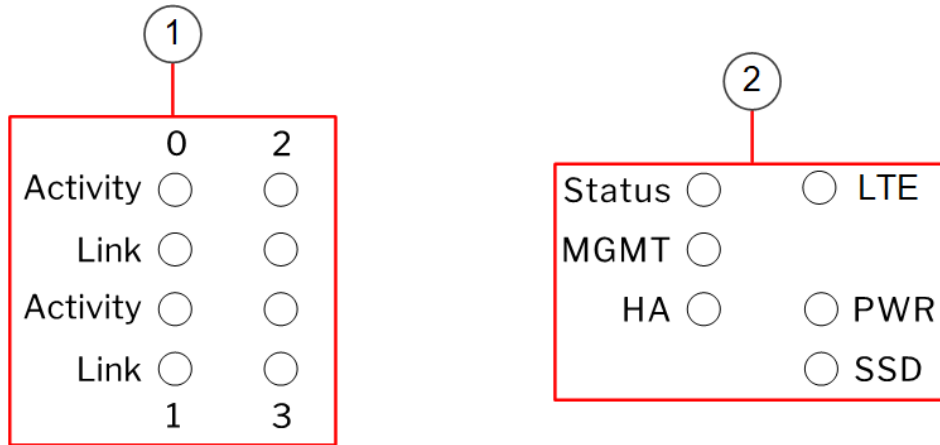 1
0 2
Activity
Link
Activity
Link
1 3
2
Status LTE
MGMT
HA PWR
SSD